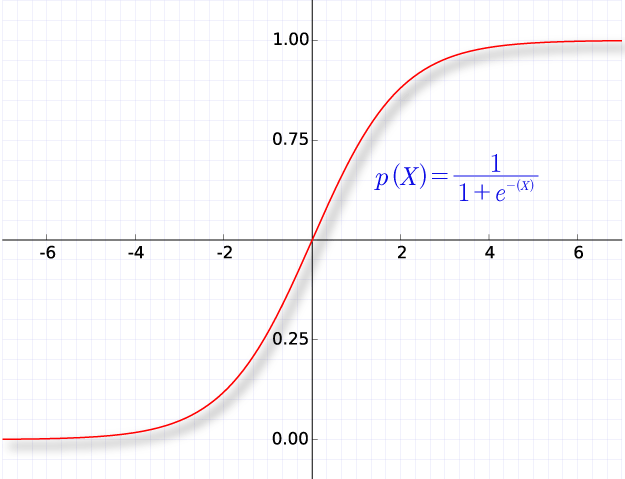 1.00
0.75
p(X) = 1 / (1 + e^{-(X)})
-6 -4 -2 2 4 6
0.25
0.00